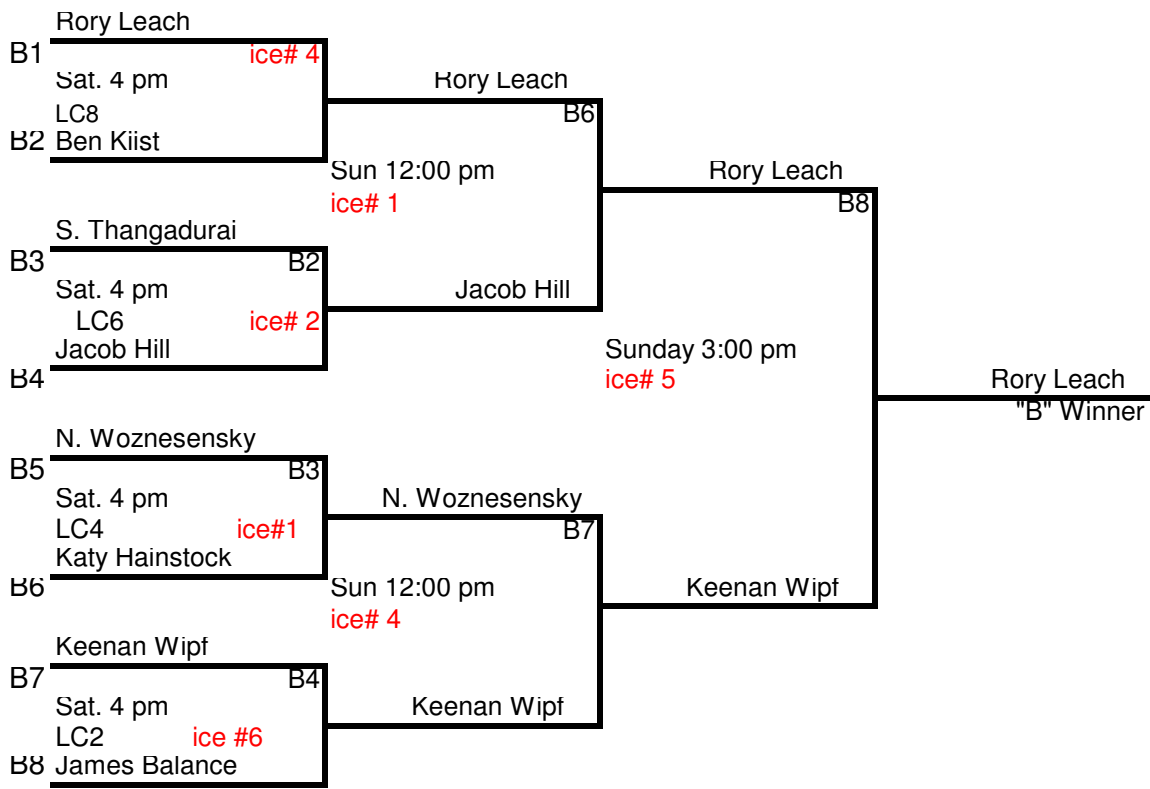 Rory Leach
B1
ice# 4
Sat. 4 pm
LC8
B2 Ben Kiist
Rory Leach
B6
Sun 12:00 pm
ice# 1
S. Thangadurai
B3
B2
Sat. 4 pm
LC6 ice# 2
Jacob Hill
B4
Jacob Hill
Rory Leach
B8
Sunday 3:00 pm
ice# 5
Rory Leach
"B" Winner
N. Woznesensky
B5
B3
Sat. 4 pm
LC4 ice#1
Katy Hainstock
B6
N. Woznesensky
B7
Sun 12:00 pm
ice# 4
Keenan Wipf
Keenan Wipf
B7
B4
Sat. 4 pm
LC2 ice #6
B8 James Balance
Keenan Wipf